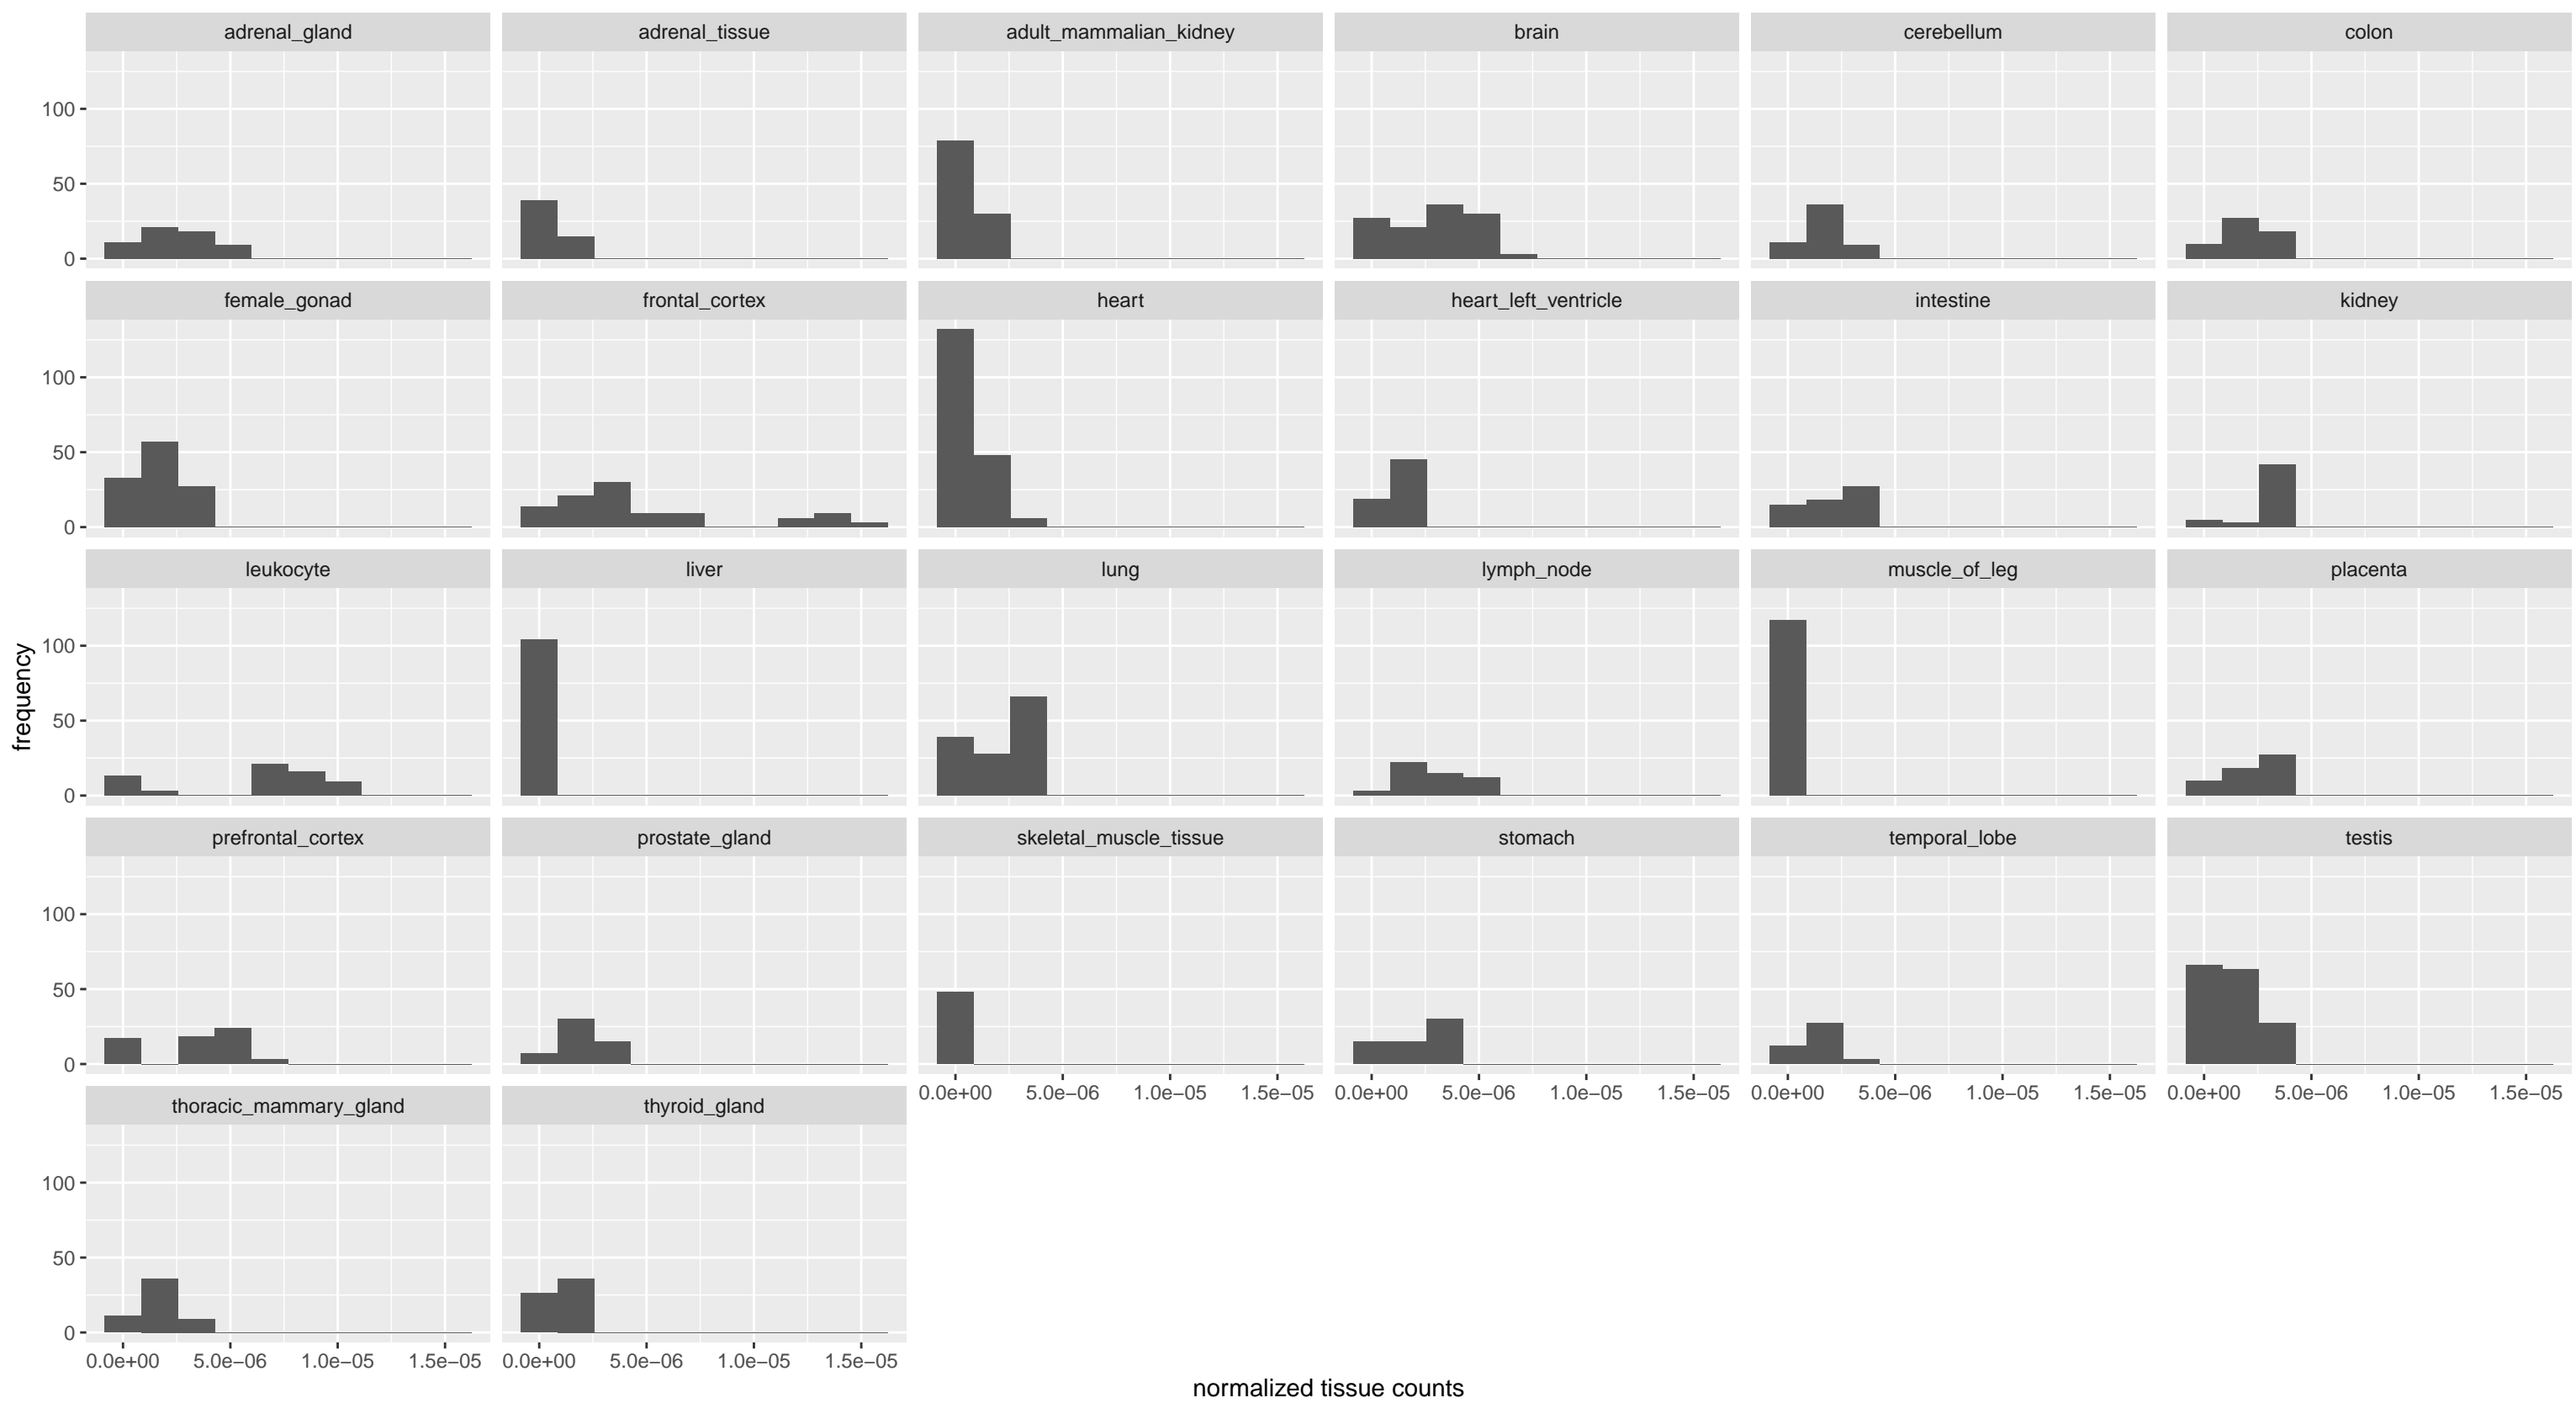 adrenal_gland adrenal_tissue adult_mammalian_kidney brain cerebellum colon
100
50
0
female_gonad frontal_cortex heart heart_left_ventricle intestine kidney
100
50
0
leukocyte liver lung lymph_node muscle_of_leg placenta
100
50
0
frequency
prefrontal_cortex prostate_gland skeletal_muscle_tissue stomach temporal_lobe testis
100
50
0
0.0e+00 5.0e−06 1.0e−05 1.5e−05 0.0e+00 5.0e−06 1.0e−05 1.5e−05 0.0e+00 5.0e−06 1.0e−05 1.5e−05 0.0e+00 5.0e−06 1.0e−05 1.5e−05
thoracic_mammary_gland thyroid_gland
100
50
0
0.0e+00 5.0e−06 1.0e−05 1.5e−05 0.0e+00 5.0e−06 1.0e−05 1.5e−05
normalized tissue counts